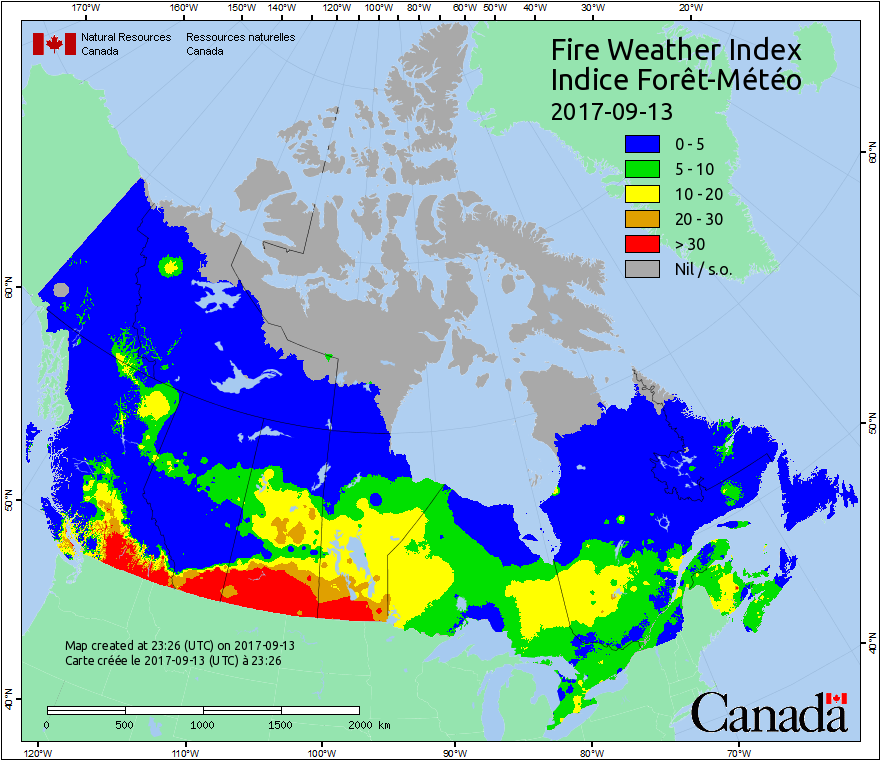 170°W 160°W 150°W 140°W 130°W 120°W 110°W 100°W 90°W 80°W 70°W 60°W 50°W 40°W 30°W 20°W
Natural Resources Ressources naturelles
Canada Canada
Fire Weather Index
Indice Forêt-Météo
2017-09-13
0 - 5
5 - 10
10 - 20
20 - 30
> 30
Nil / s.o.
60°N
60°N
50°N
50°N
40°N
40°N
Map created at 23:26 (UTC) on 2017-09-13
Carte créée le 2017-09-13 (UTC) à 23:26
0 500 1000 1500 2000 km
Canada
120°W 110°W 100°W 90°W 80°W 70°W